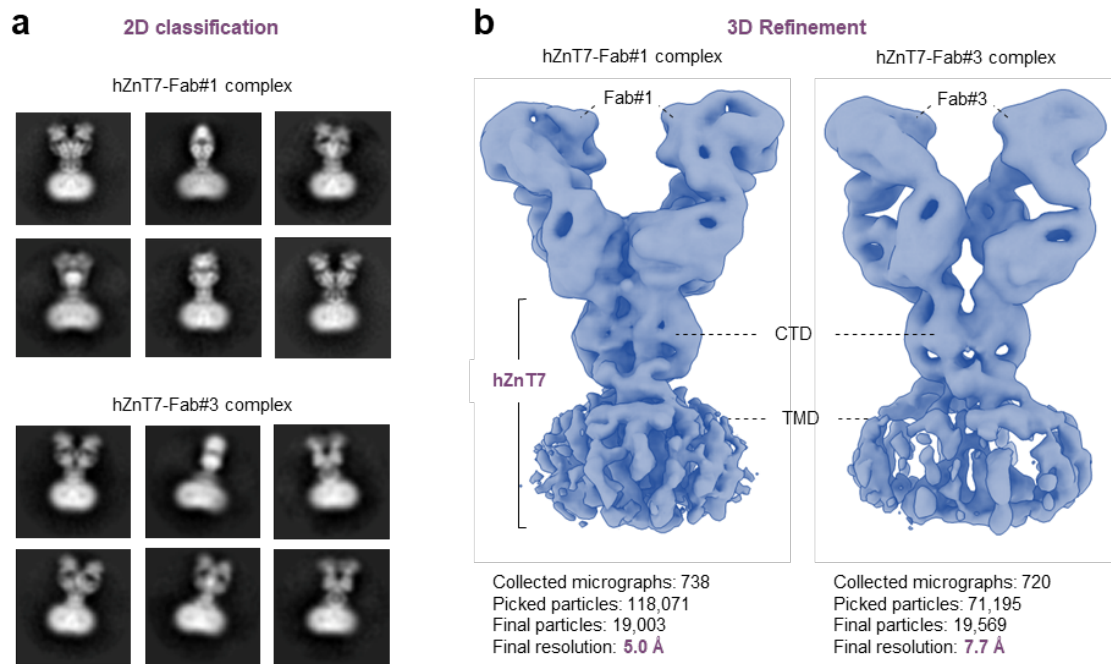 a
2D classification
hZnT7-Fab#1 complex
hZnT7-Fab#3 complex
b
3D Refinement
hZnT7-Fab#1 complex
hZnT7-Fab#3 complex
Fab#1
Fab#3
CTD
hZnT7
TMD
Collected micrographs: 738
Picked particles: 118,071
Final particles: 19,003
Final resolution: 5.0 Å
Collected micrographs: 720
Picked particles: 71,195
Final particles: 19,569
Final resolution: 7.7 Å